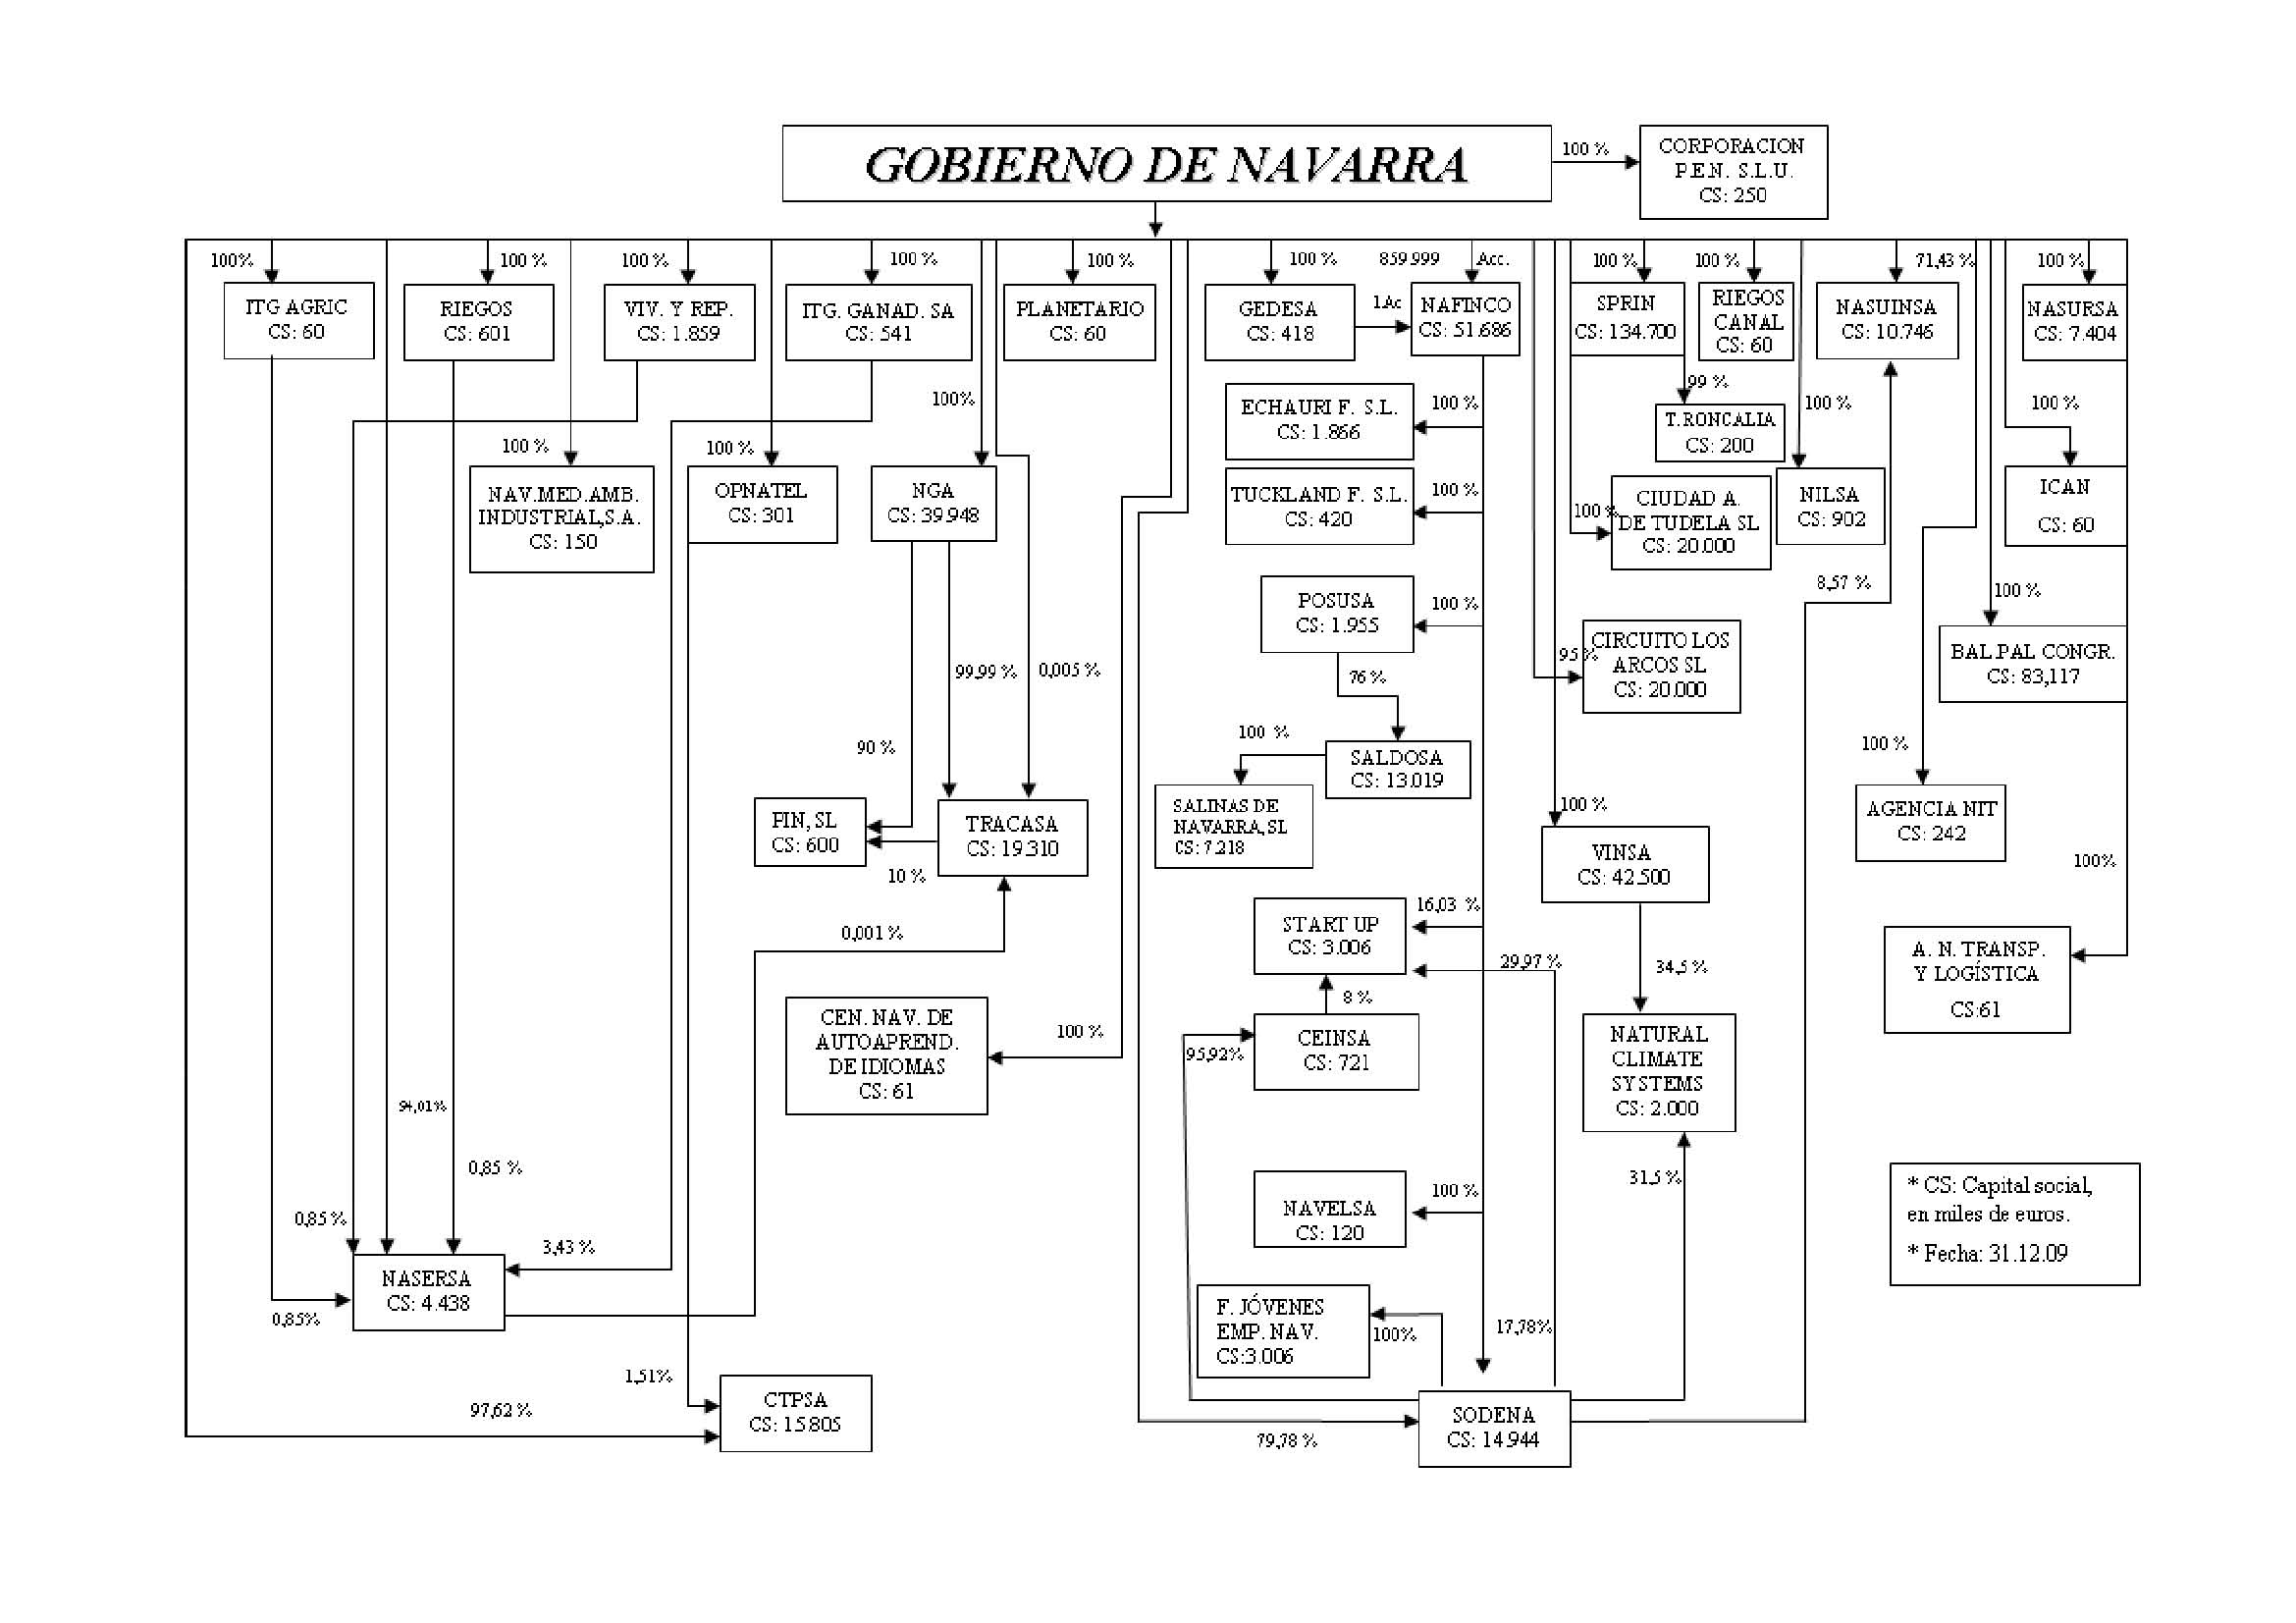 GOBIERNO DE NAVARRA
100 %
CORPORACION
P.E.N. S.L.U.
CS: 250
100%
ITG AGRIC
CS: 60
100 %
RIEGOS
CS: 601
100 %
VIV. Y REP.
CS: 1.859
100 %
ITG. GANAD. SA
CS: 541
100 %
PLANETARIO
CS: 60
100 %
GEDESA
CS: 418
859.999 Acc.
1Ac
NAFINCO
CS: 51.686
100 %
SPRIN
CS: 134.700
100 %
RIEGOS
CANAL
CS: 60
NASUINSA
CS: 10.746
71,43 %
100 %
NASURSA
CS: 7.404
99 %
T.RONCALIA
CS: 200
100 %
NAV.MED.AMB.
INDUSTRIAL,S.A.
CS: 150
100 %
OPNATEL
CS: 301
100%
NGA
CS: 39.948
100 %
ECHAURI F. S.L.
CS: 1.866
100 %
TUCKLAND F. S.L.
CS: 420
100 %
CIUDAD A.
DE TUDELA SL
CS: 20.000
100 %
NILSA
CS: 902
100 %
ICAN
CS: 60
8,57 %
100 %
POSUSA
CS: 1.955
95 %
CIRCUITO LOS
ARCOS SL
CS: 20.000
100 %
BAL.PAL CONGR.
CS: 83,117
99,99 %
0,005 %
76 %
90 %
100 %
SALDOSA
CS: 13.019
100 %
PIN, SL
CS: 600
TRACASA
CS: 19.310
10 %
SALINAS DE
NAVARRA, SL
CS: 7.218
100 %
VINSA
CS: 42.500
AGENCIA NIT
CS: 242
100%
0,001 %
16,03 %
START UP
CS: 3.006
29,97 %
34,5 %
A. N. TRANSP.
Y LOGÍSTICA
CS:61
8 %
CEN. NAV. DE
AUTOAPREND.
DE IDIOMAS
CS: 61
100 %
95,92%
CEINSA
CS: 721
NATURAL
CLIMATE
SYSTEMS
CS: 2.000
94,01%
0,85 %
100 %
NAVELSA
CS: 120
31,5 %
* CS: Capital social,
en miles de euros.
* Fecha: 31.12.09
0,85 %
3,43 %
NASERSA
CS: 4.438
0,85%
F. JÓVENES
EMP. NAV.
CS:3.006
100%
17,78%
1,51%
97,62 %
CTPSA
CS: 15.805
79,78 %
SODENA
CS: 14.944